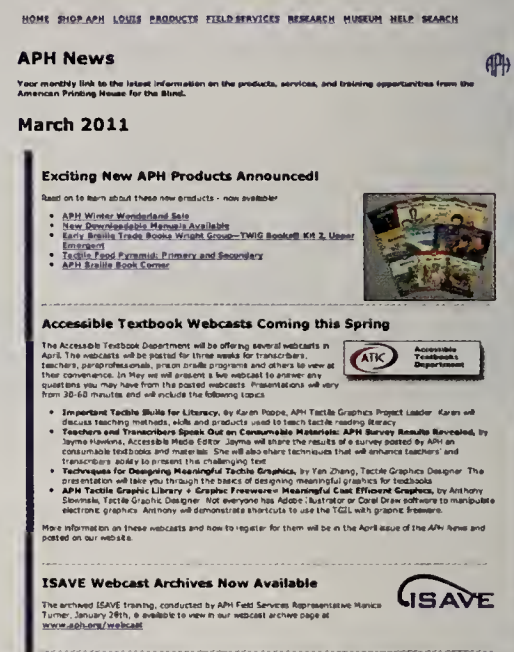 HOME SHOP APH LOUIS PRODUCTS FIELD SERVICES RESEARCH MUSEUM HELP SEARCH
APH News
APH
Your monthly link to the latest information on the products, services, and training opportunities from the
American Printing House for the Blind.
March 2011
Exciting New APH Products Announced!
Read on to learn about these new products - now available!
APH Winter Wonderland Sale
New Downloadable Manuals Available
Early Braille Trade Books Wright Group—TWIG Books® Kit 2, Upper
Emergent
Tactile Food Pyramid: Primary and Secondary
APH Braille Book Corner
Accessible Textbook Webcasts Coming this Spring
The Accessible Textbook Department will be offering several webcasts in
April. The webcasts will be posted for three weeks for transcribers,
teachers, paraprofessionals, prison braille programs and others to view at
their convenience. In May we will present a live webcast to answer any
questions you may have from the posted webcasts. Presentations will vary
from 30-60 minutes and will include the following topics
ATIC
Accessible
Textbooks
Department
Important Tactile Skills for Literacy, by Karen Poppe, APH Tactile Graphics Project Leader. Karen will
discuss teaching methods, skills and products used to teach tactile reading literacy
Teachers and Transcribers Speak Out on Consumable Materials: APH Survey Results Revealed, by
Jayma Hawkins, Accessible Media Editor. Jayma will share the results of a survey posted by APH on
consumable textbooks and materials. She will also share techniques that will enhance teachers' and
transcribers ability to present this challenging text
Techniques for Designing Meaningful Tactile Graphics, by Yan Zhang, Tactile Graphics Designer. The
presentation will take you through the basics of designing meaningful graphics for textbooks
APH Tactile Graphic Library + Graphic Freeware= Meaningful Cost Efficient Graphics, by Anthony
Slowinski, Tactile Graphic Designer. Not everyone has Adobe Illustrator or Corel Draw software to manipulate
electronic graphics. Anthony will demonstrate shortcuts to use the TGIL with graphic freeware.
More information on these webcasts and how to register for them will be in the April issue of the APH News and
posted on our website.
ISAVE Webcast Archives Now Available
ISAVE
The archived ISAVE training, conducted by APH Field Services Representative Monica
Turner, January 28th, is available to view in our webcast archive page at
www.aph.org/webcast